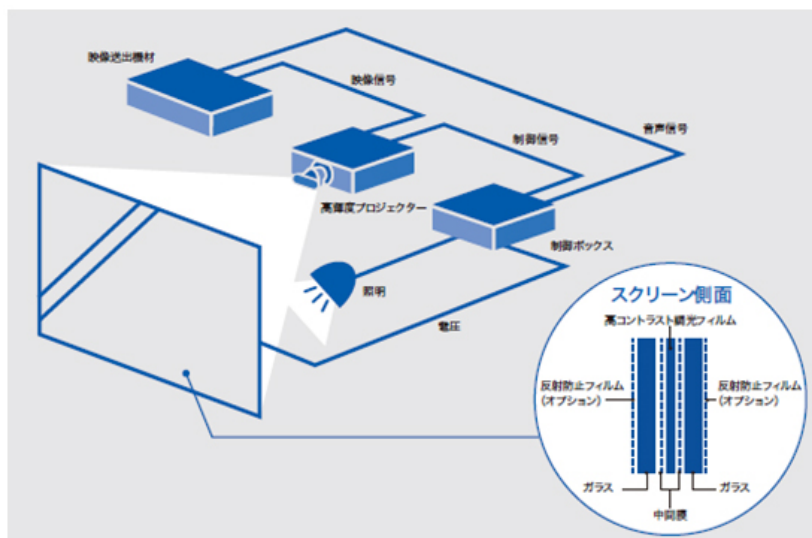 映像送出機材
映像信号
音声信号
制御信号
高輝度プロジェクター
制御ボックス
照明
電圧
スクリーン側面
高コントラスト調光フィルム
反射防止フィルム
(オプション)
反射防止フィルム
(オプション)
ガラス
ガラス
中間膜